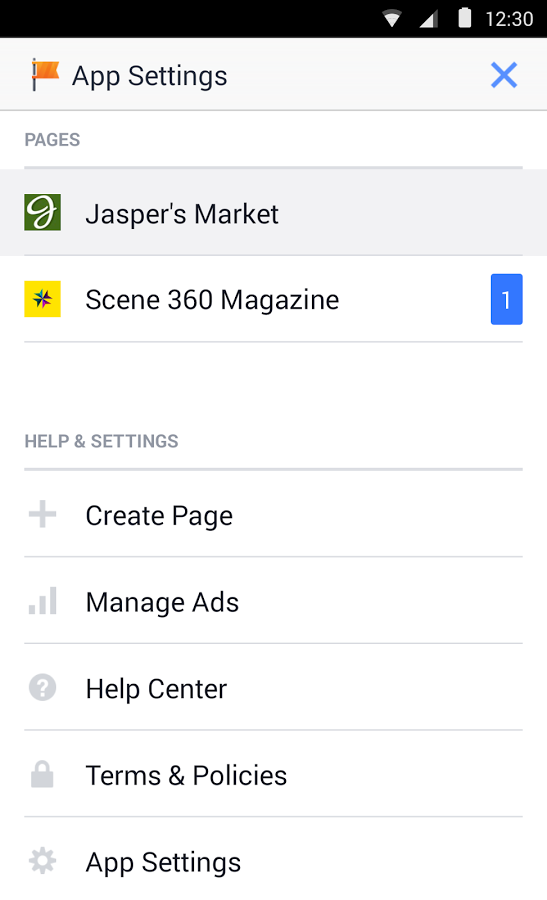 12:30
App Settings
PAGES
Jasper's Market
Scene 360 Magazine
1
HELP & SETTINGS
Create Page
Manage Ads
Help Center
Terms & Policies
App Settings